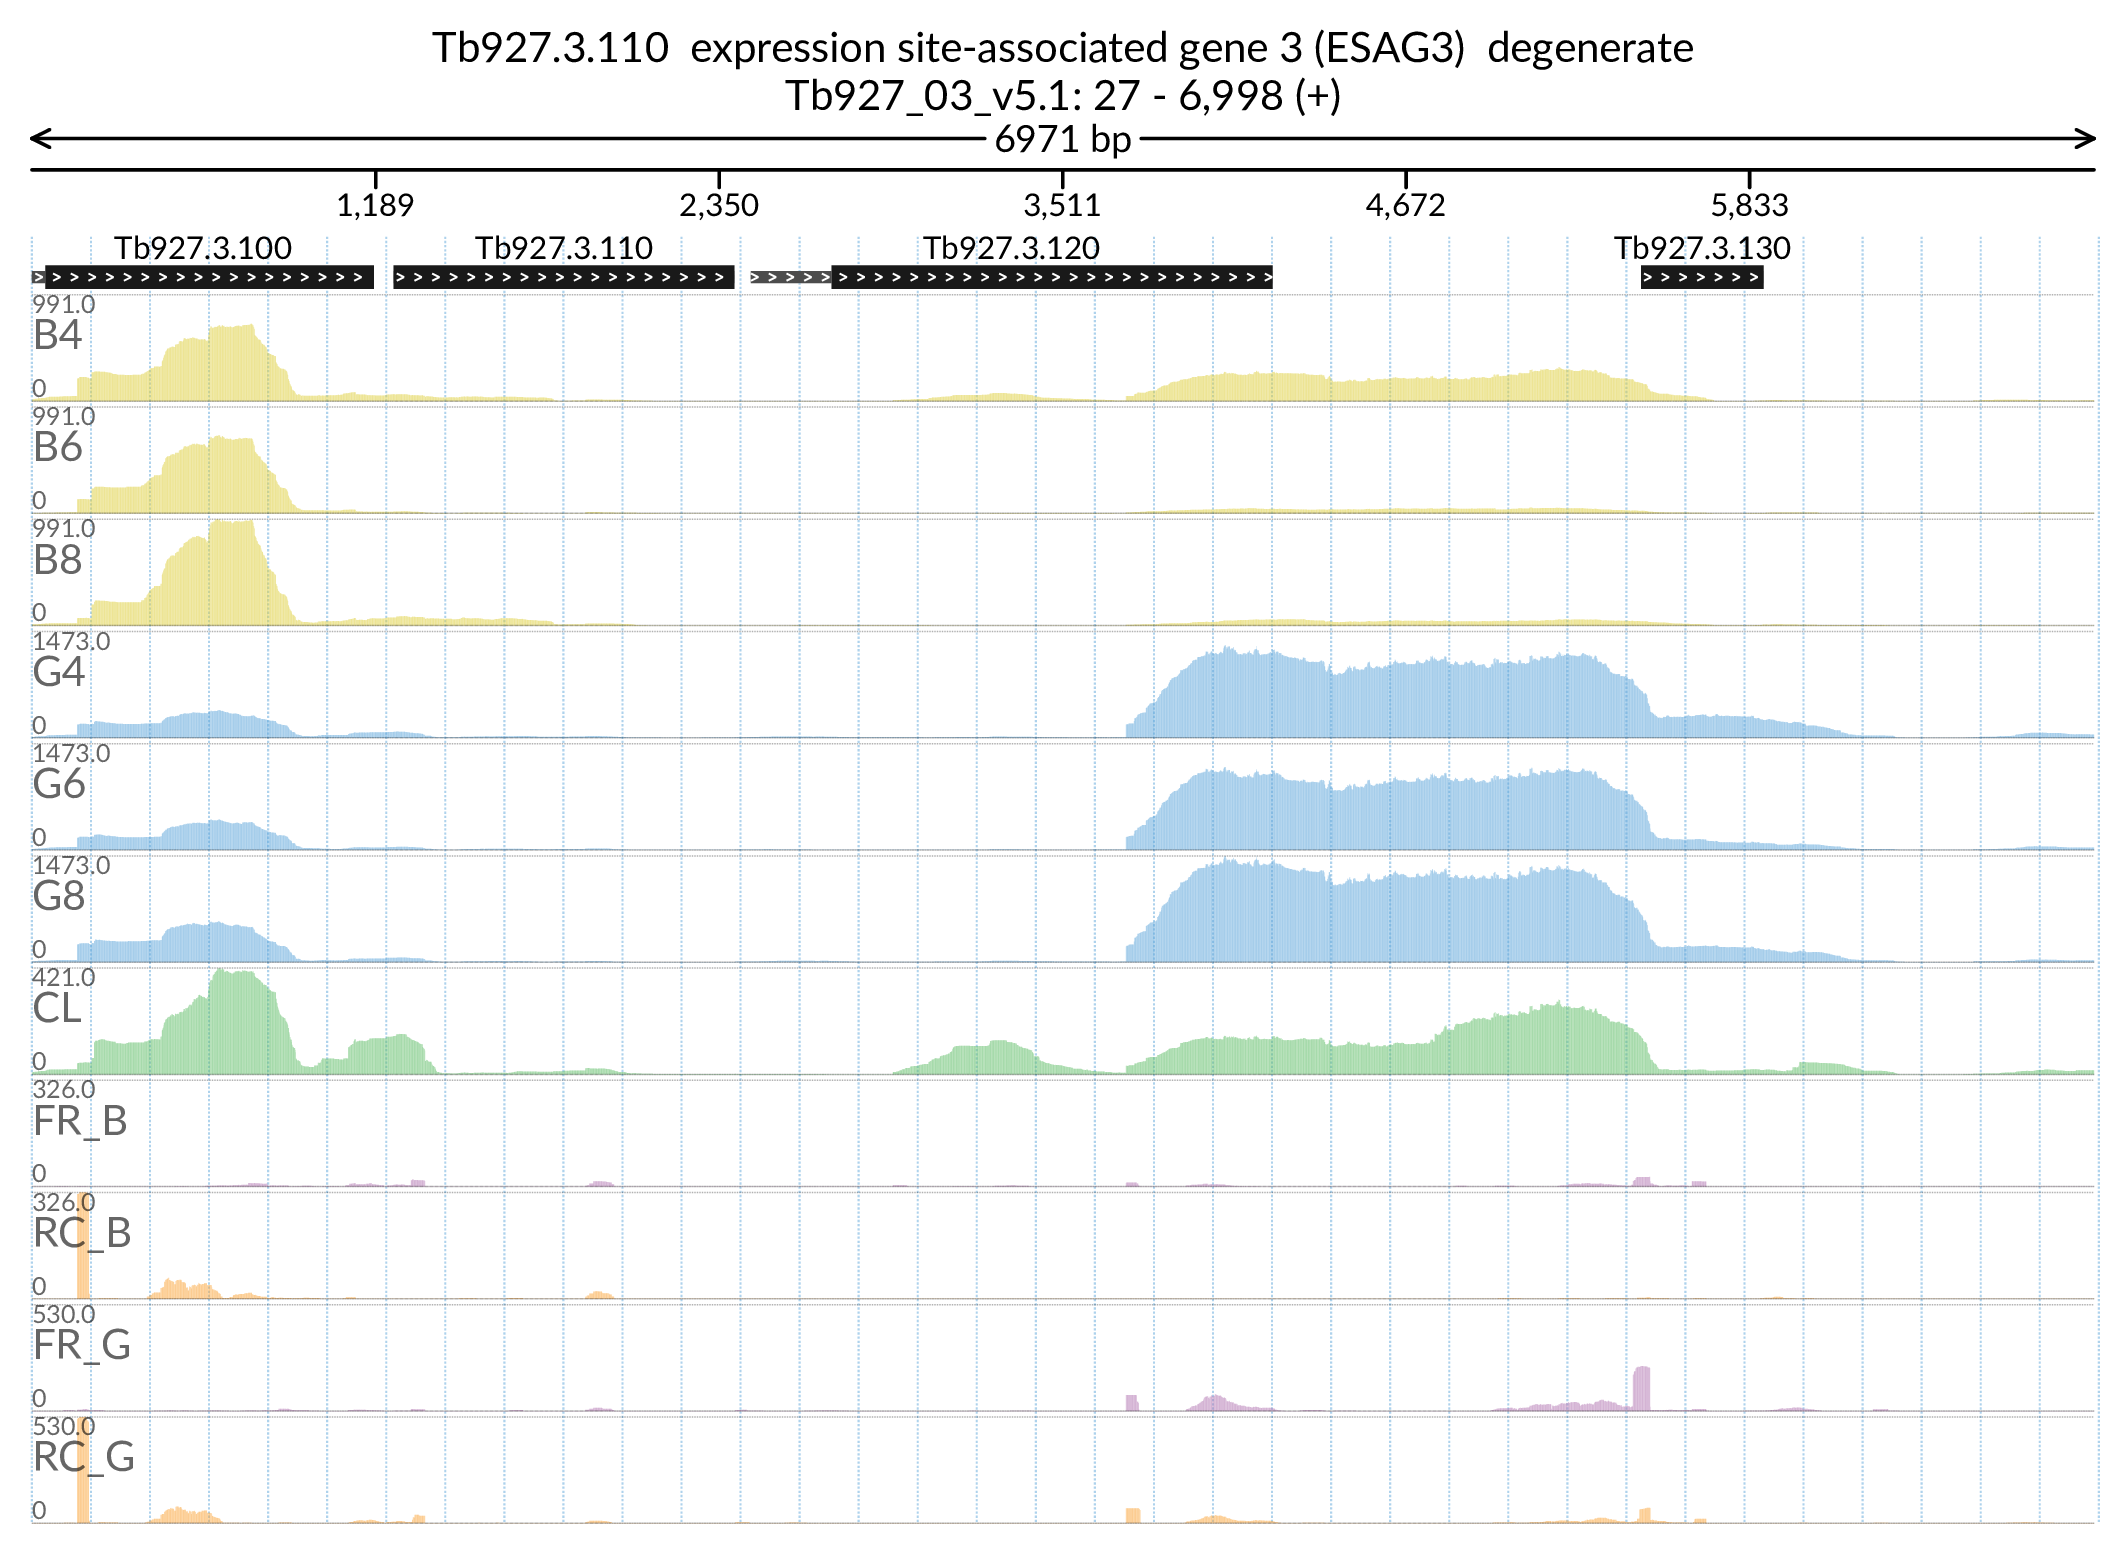 Tb927.3.110  expression site-associated gene 3 (ESAG3)  degenerate
Tb927_03_v5.1: 27 - 6,998 (+)
6971 bp
1,189 2,350 3,511 4,672 5,833
Tb927.3.100 Tb927.3.110 Tb927.3.120 Tb927.3.130
991.0
B4
0
991.0
B6
0
991.0
B8
0
1473.0
G4
0
1473.0
G6
0
1473.0
G8
0
421.0
CL
0
326.0
FR_B
0
326.0
RC_B
0
530.0
FR_G
0
530.0
RC_G
0